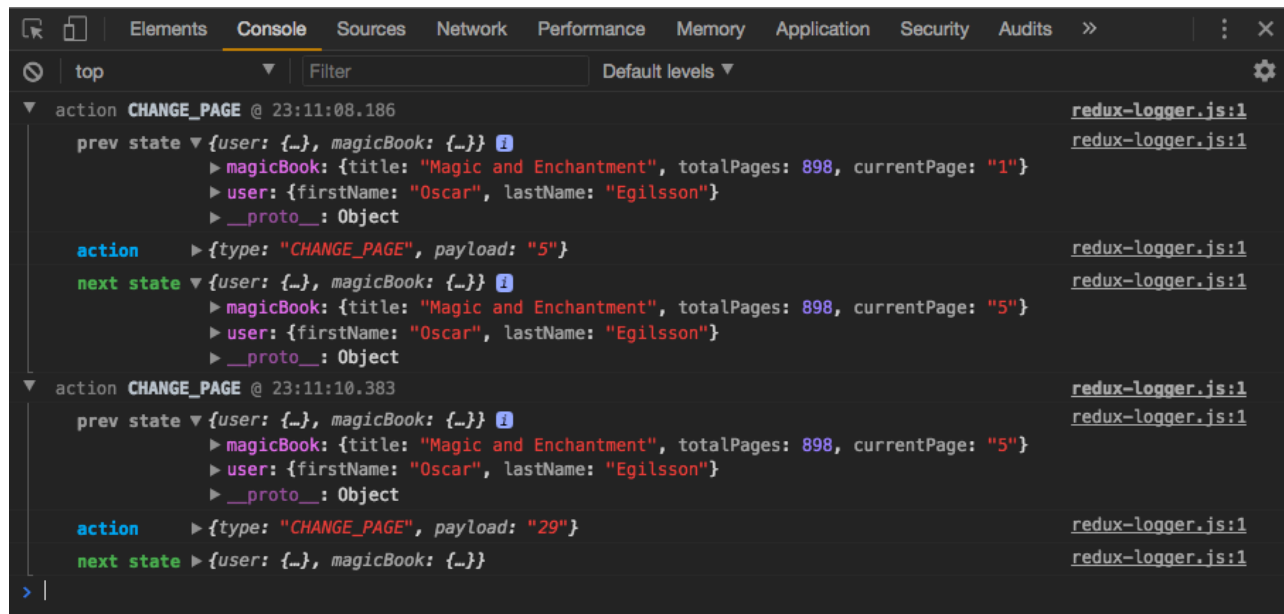 Elements Console Sources Network Performance Memory Application Security Audits »
top ▼ Filter Default levels ▼
▼ action CHANGE_PAGE @ 23:11:08.186 redux-logger.js:1
prev state ▼ {user: {…}, magicBook: {…}} i redux-logger.js:1
▶ magicBook: {title: "Magic and Enchantment", totalPages: 898, currentPage: "1"}
▶ user: {firstName: "Oscar", lastName: "Egilsson"}
▶ __proto__: Object
action ▶ {type: "CHANGE_PAGE", payload: "5"} redux-logger.js:1
next state ▼ {user: {…}, magicBook: {…}} i redux-logger.js:1
▶ magicBook: {title: "Magic and Enchantment", totalPages: 898, currentPage: "5"}
▶ user: {firstName: "Oscar", lastName: "Egilsson"}
▶ __proto__: Object
▼ action CHANGE_PAGE @ 23:11:10.383 redux-logger.js:1
prev state ▼ {user: {…}, magicBook: {…}} i redux-logger.js:1
▶ magicBook: {title: "Magic and Enchantment", totalPages: 898, currentPage: "5"}
▶ user: {firstName: "Oscar", lastName: "Egilsson"}
▶ __proto__: Object
action ▶ {type: "CHANGE_PAGE", payload: "29"} redux-logger.js:1
next state ▶ {user: {…}, magicBook: {…}} redux-logger.js:1
>